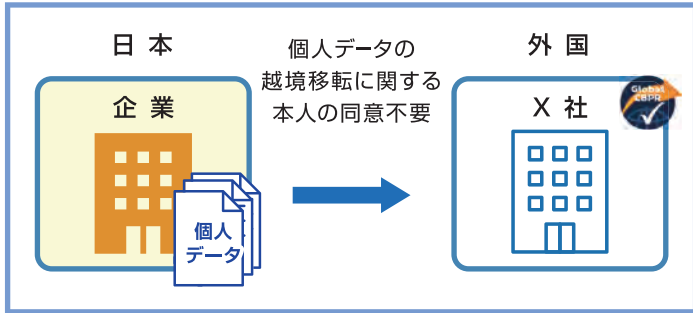 日本
個人データの
越境移転に関する
本人の同意不要
外国
企業
個人
データ
X社
Global
CBPR